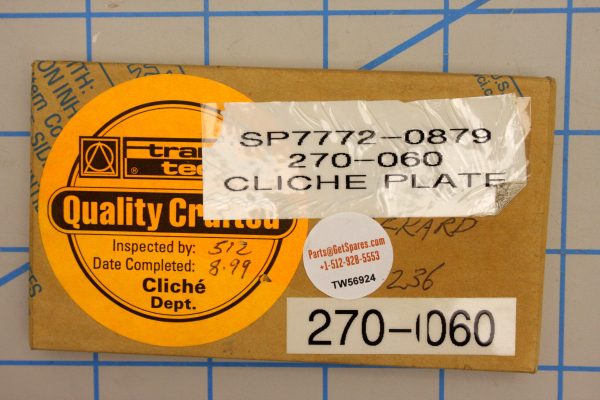 SP7772-0879
270-060
CLICHE PLATE
®
Quality Crafted
Inspected by: 512
Date Completed: 8.99
Cliché
Dept.
Parts@GetSpares.com
+1-512-928-5553
TW56924
236
270-060